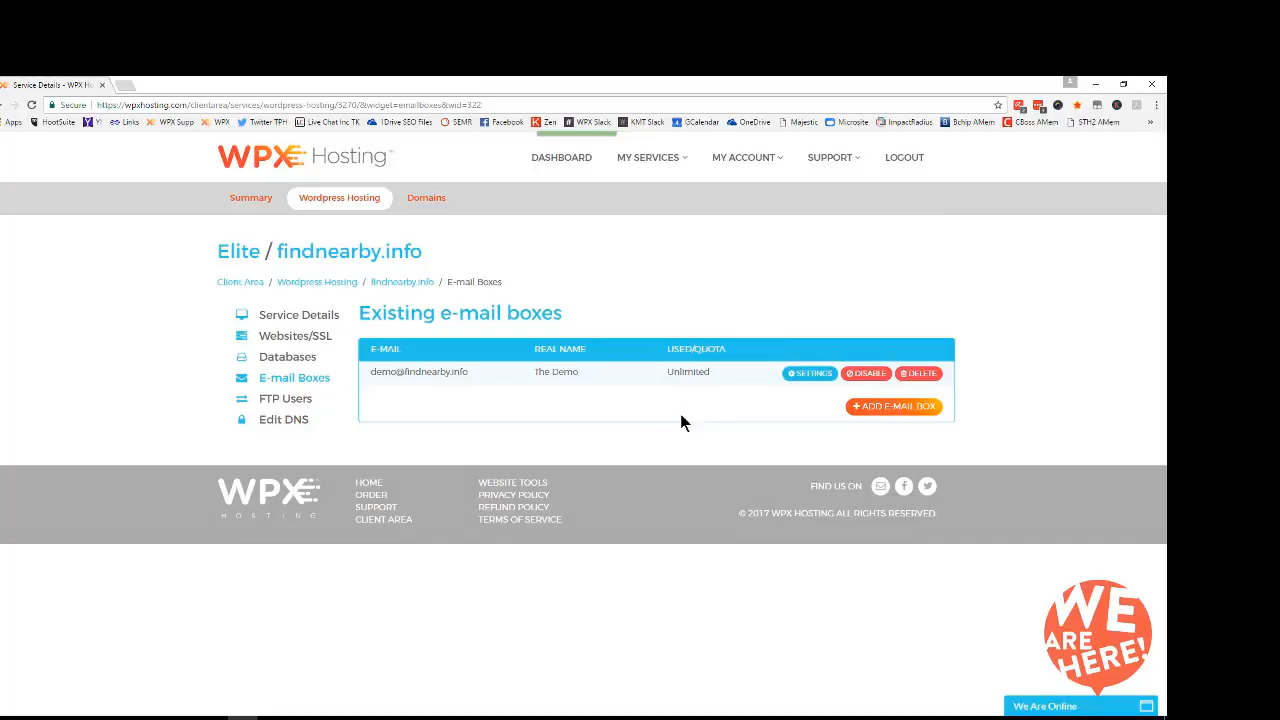 Service Details - WPX Ho
Secure https://wpxhosting.com/clientarea/services/wordpress-hosting/3270/&widget=emailboxes&wid=322
Apps HootSuite Y! Links WPX Supp WPX Twitter TPH Live Chat Inc TK 1Drive SEO Files SEMR Facebook Zen WPX Slack KMT Slack GCalendar OneDrive Majestic Microsite ImpactRadius Bchip AMem CBoss AMem STH2 AMem »
WPX Hosting™ DASHBOARD MY SERVICES MY ACCOUNT SUPPORT LOGOUT
Summary Wordpress Hosting Domains
Elite / findnearby.info
Client Area / Wordpress Hosting / findnearby.info / E-mail Boxes
Service Details
Websites/SSL
Databases
E-mail Boxes
FTP Users
Edit DNS
Existing e-mail boxes
E-MAIL REAL NAME USED/QUOTA
demo@findnearby.info The Demo Unlimited SETTINGS DISABLE DELETE
+ ADD E-MAIL BOX
WPX
HOSTING
HOME
ORDER
SUPPORT
CLIENT AREA
WEBSITE TOOLS
PRIVACY POLICY
REFUND POLICY
TERMS OF SERVICE
FIND US ON
© 2017 WPX HOSTING ALL RIGHTS RESERVED.
WE
ARE
HERE!
We Are Online